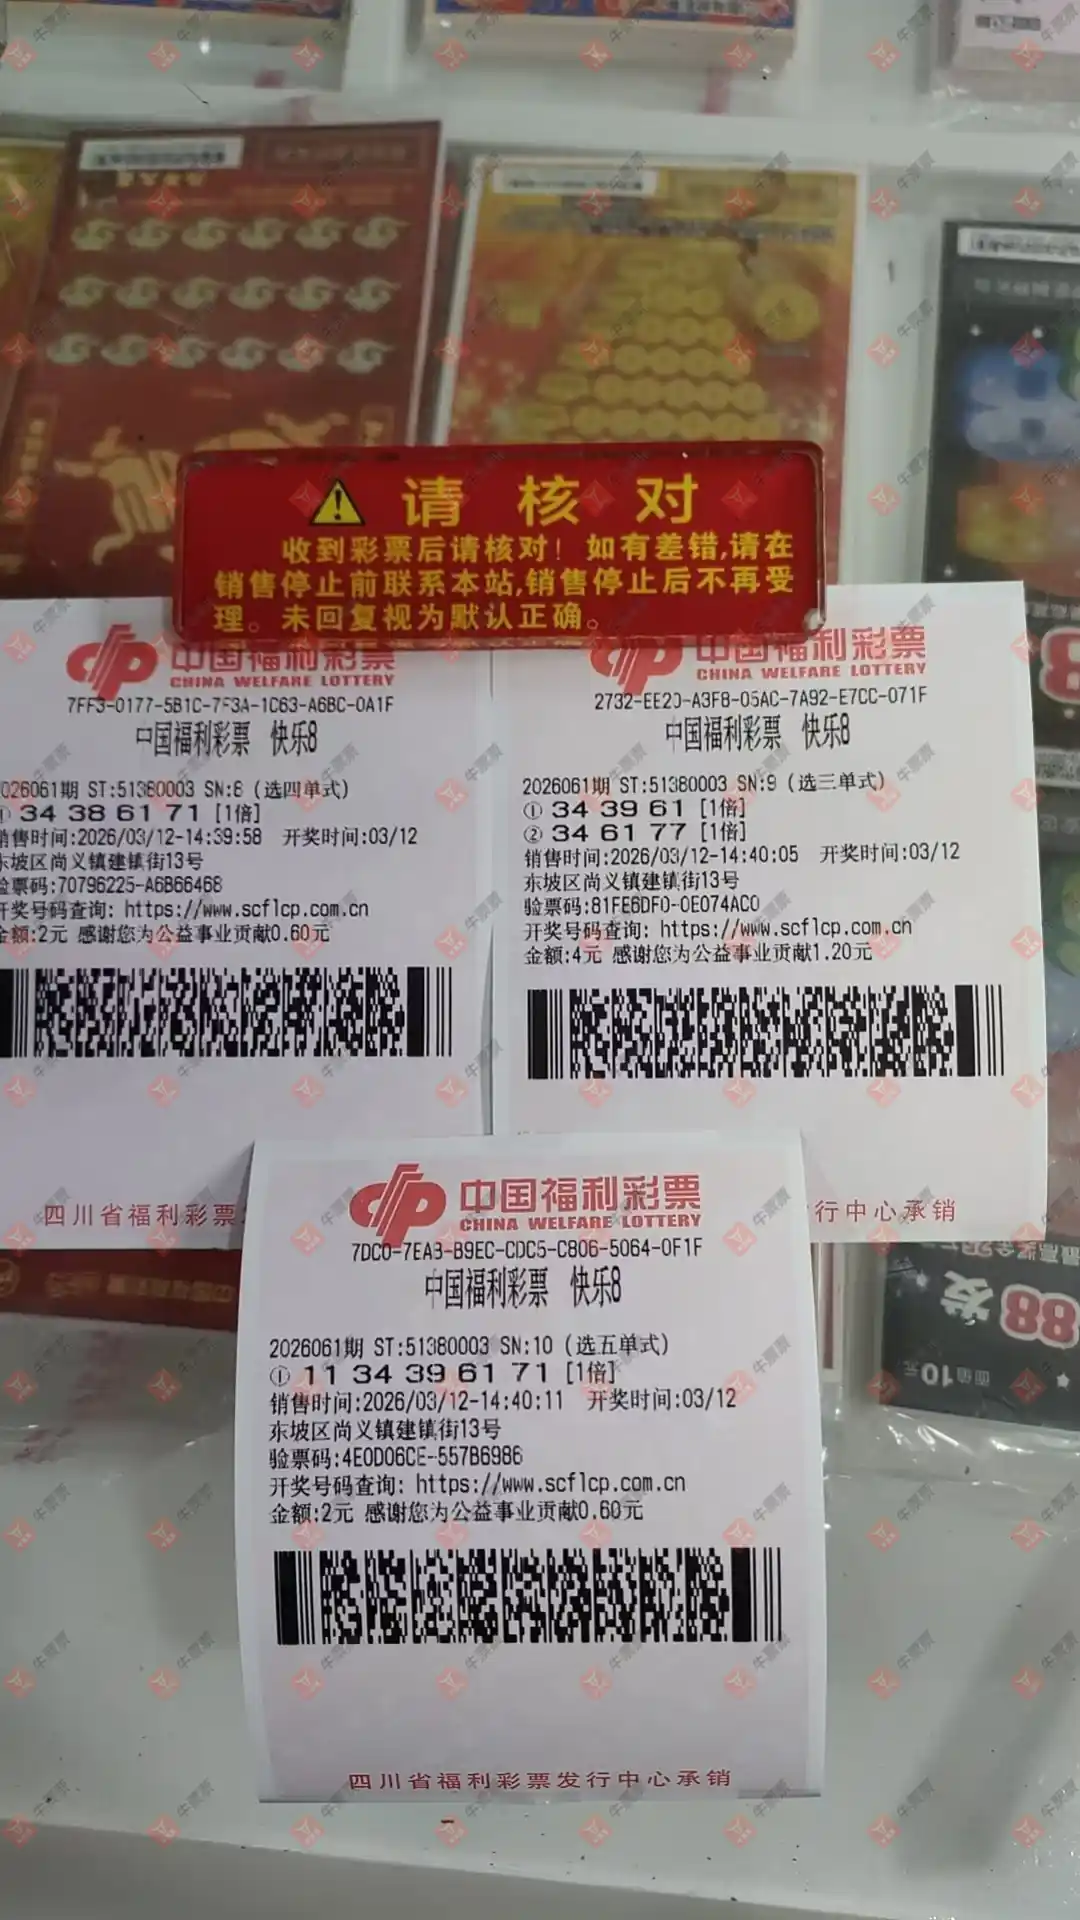 请核对
收到彩票后请核对！如有差错,请在
销售停止前联系本站,销售停止后不再受
理。未回复视为默认正确。
中国福利彩票
CHINA WELFARE LOTTERY
7FF3-0177-5B1C-7F3A-1C63-A6BC-0A1F
中国福利彩票 快乐8
2026061期 ST:51380003 SN:8 (选四单式)
① 34 38 61 71 [1倍]
销售时间:2026/03/12-14:39:58 开奖时间:03/12
东坡区尚义镇建镇街13号
验票码:70796225-A6B66468
开奖号码查询: https://www.scflcp.com.cn
金额:2元 感谢您为公益事业贡献0.60元
四川省福利彩票
中国福利彩票
CHINA WELFARE LOTTERY
2732-EE2D-A3F8-05AC-7A92-E7CC-071F
中国福利彩票 快乐8
2026061期 ST:51380003 SN:9 (选三单式)
① 34 39 61 [1倍]
② 34 61 77 [1倍]
销售时间:2026/03/12-14:40:05 开奖时间:03/12
东坡区尚义镇建镇街13号
验票码:81FE6DF0-0E074AC0
开奖号码查询: https://www.scflcp.com.cn
金额:4元 感谢您为公益事业贡献1.20元
行中心承销
中国福利彩票
CHINA WELFARE LOTTERY
7DC0-7EAB-B9EC-CDC5-C806-5064-0F1F
中国福利彩票 快乐8
2026061期 ST:51380003 SN:10 (选五单式)
① 11 34 39 61 71 [1倍]
销售时间:2026/03/12-14:40:11 开奖时间:03/12
东坡区尚义镇建镇街13号
验票码:4E0D06CE-557B6986
开奖号码查询: https://www.scflcp.com.cn
金额:2元 感谢您为公益事业贡献0.60元
四川省福利彩票发行中心承销
88 发
面值10元
牛票票